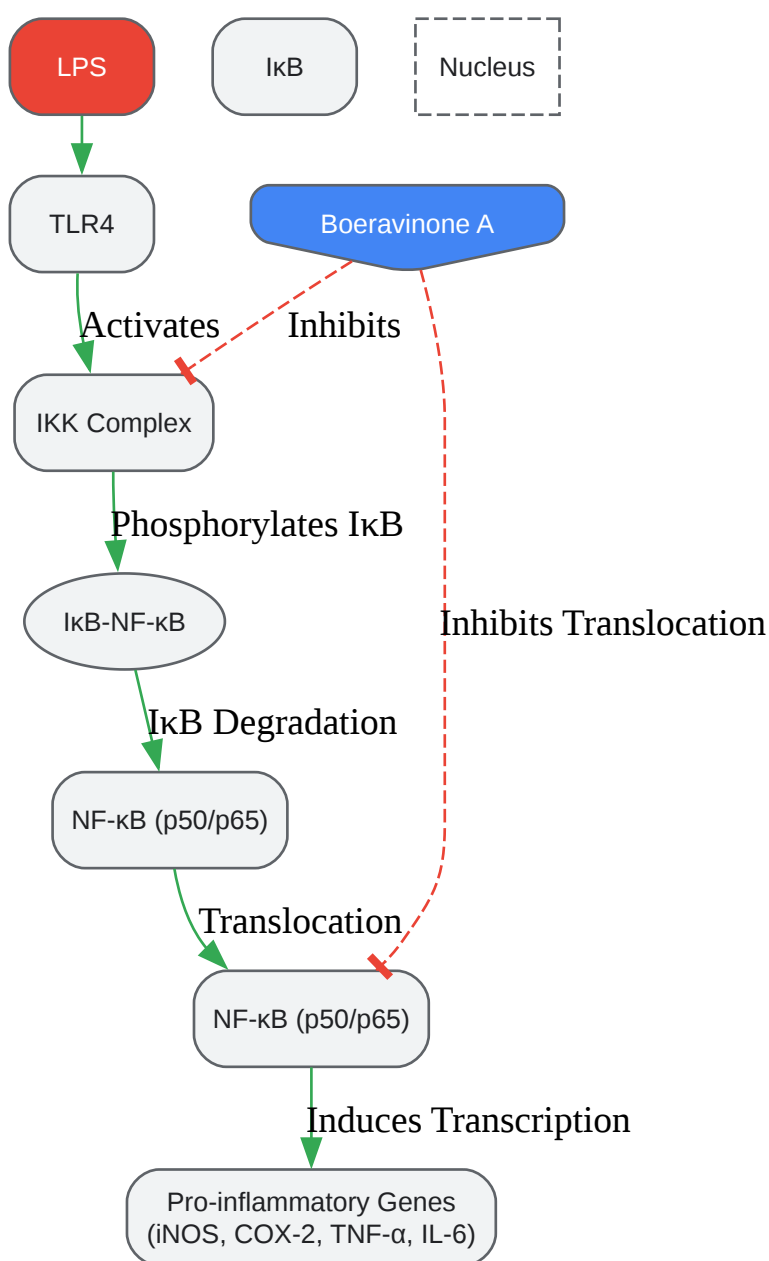 LPS
IκB
Nucleus
TLR4
Boeravinone A
Activates
Inhibits
IKK Complex
Phosphorylates IκB
IκB-NF-κB
Inhibits Translocation
IκB Degradation
NF-κB (p50/p65)
Translocation
NF-κB (p50/p65)
Induces Transcription
Pro-inflammatory Genes
(iNOS, COX-2, TNF-α, IL-6)